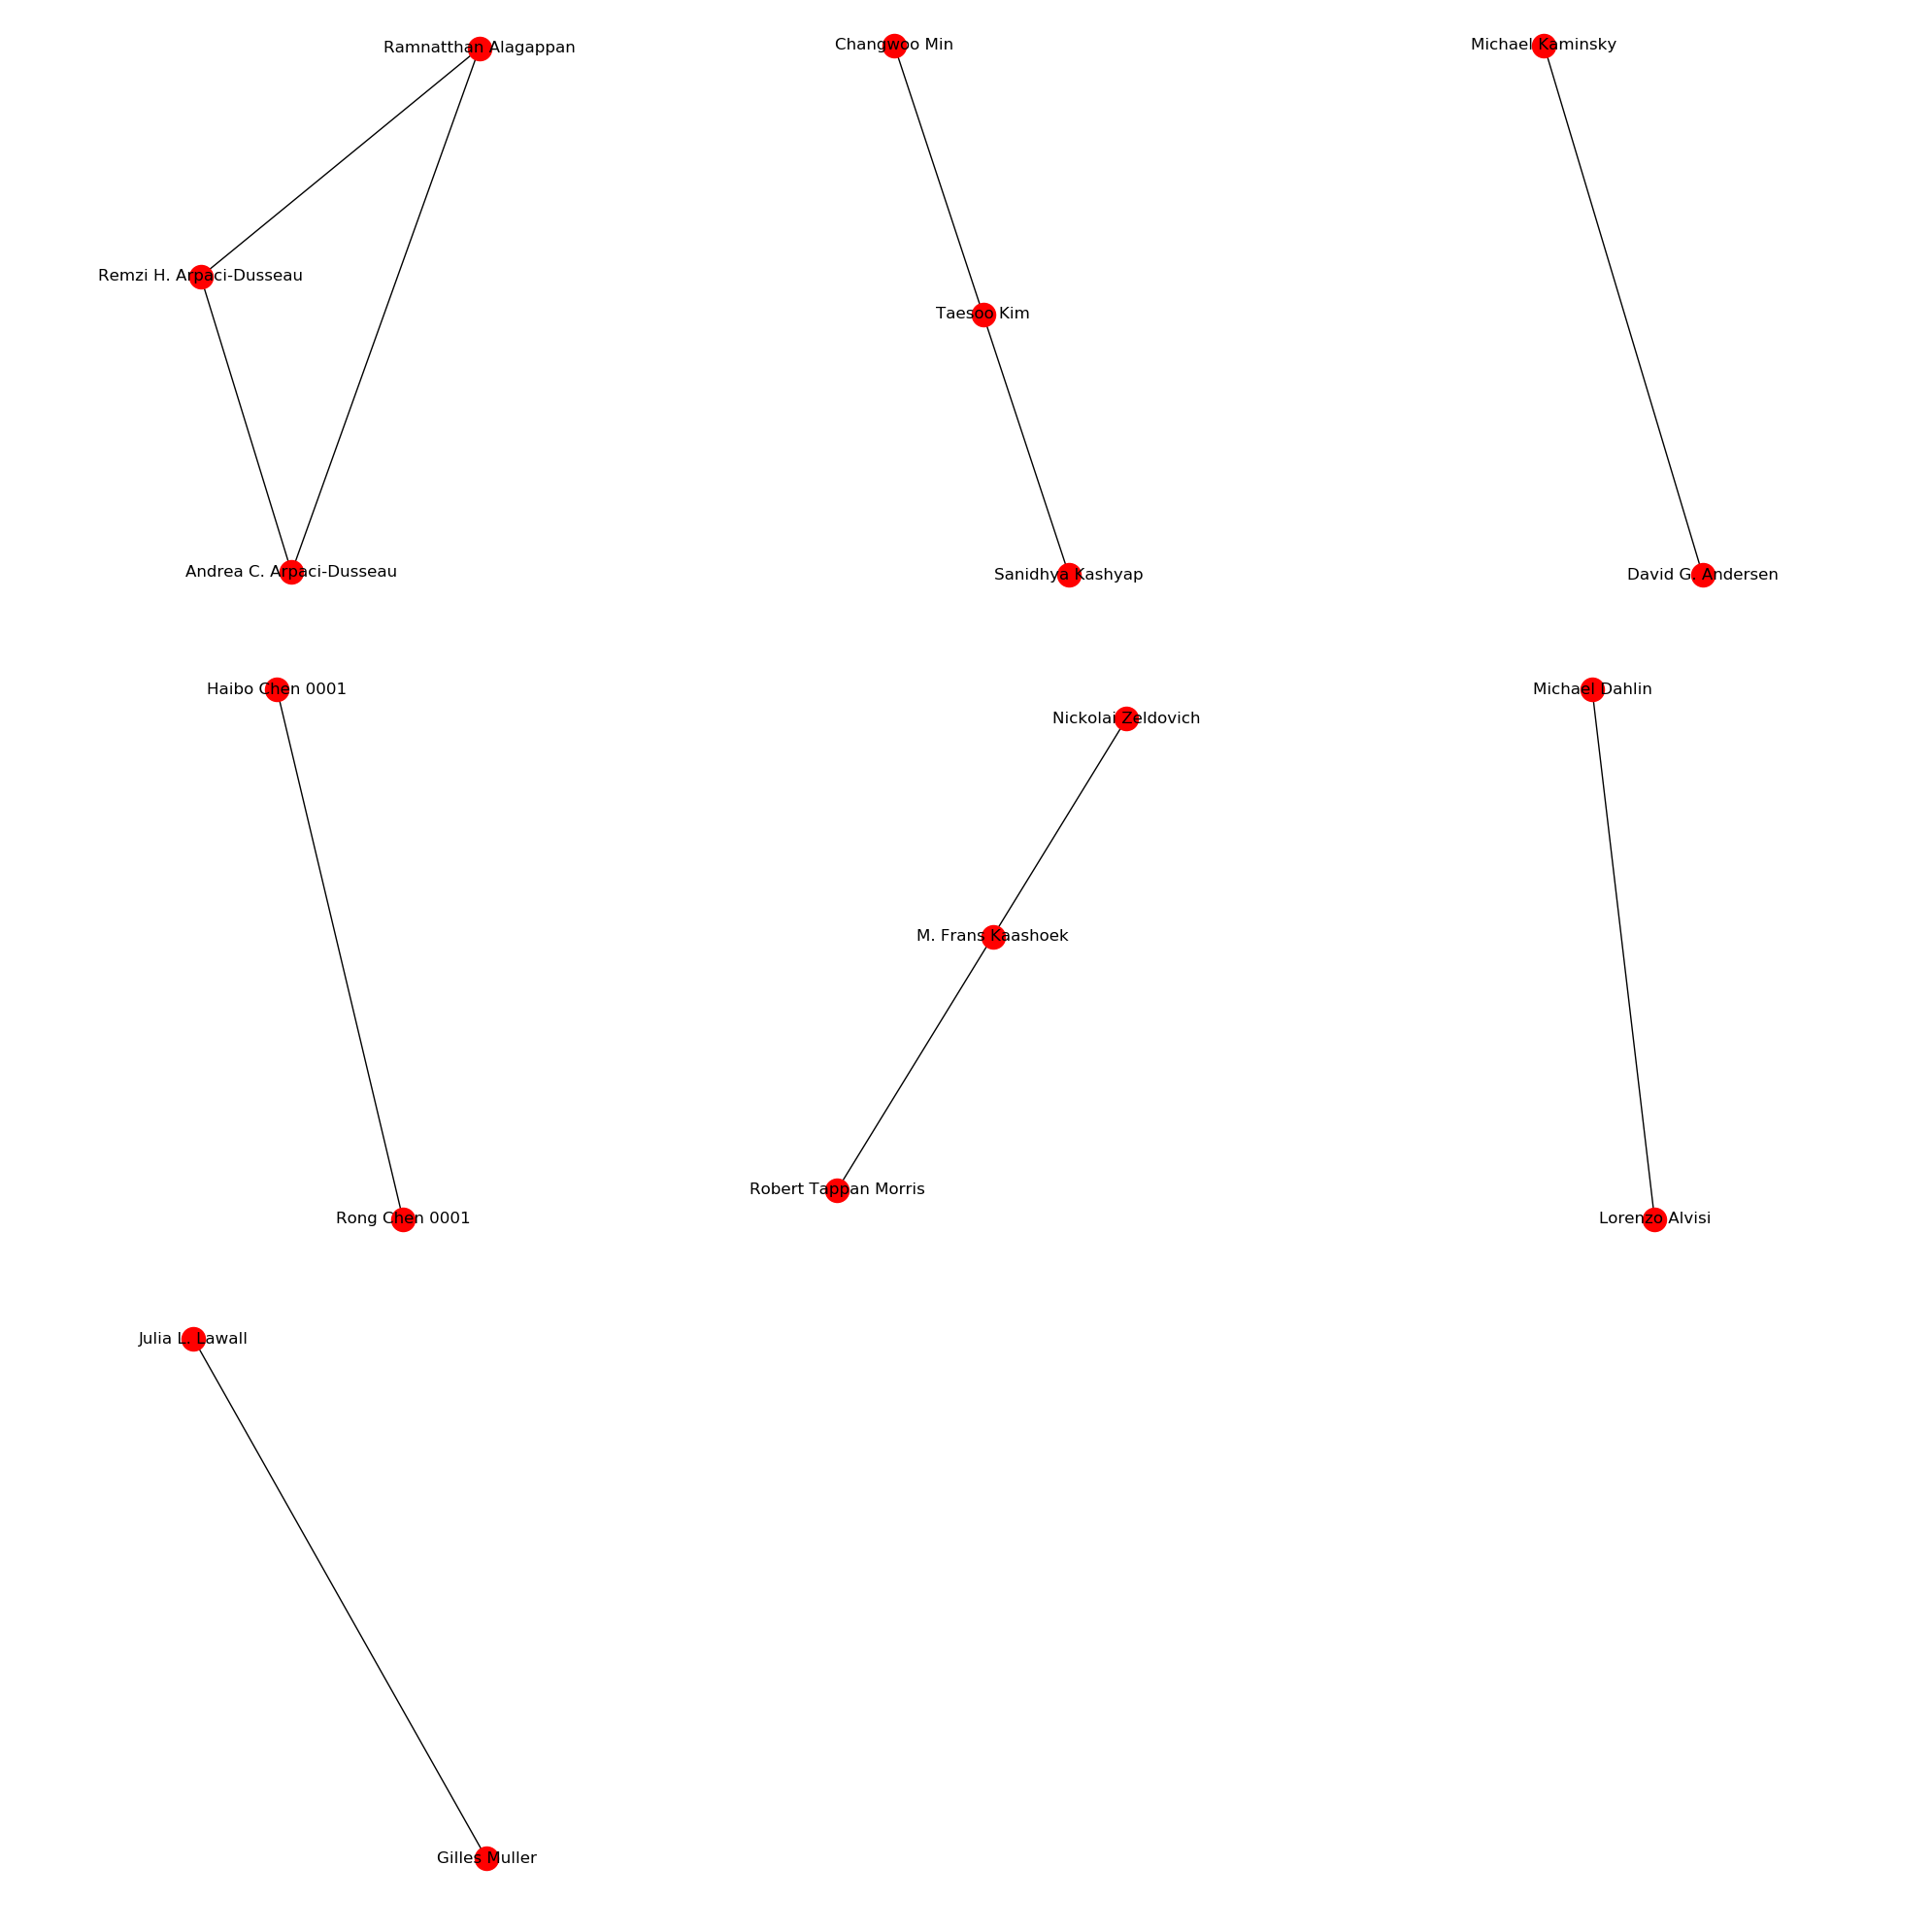 Ramnatthan Alagappan
Remzi H. Arpaci-Dusseau
Andrea C. Arpaci-Dusseau
Changwoo Min
Taesoo Kim
Sanidhya Kashyap
Michael Kaminsky
David G. Andersen
Haibo Chen 0001
Rong Chen 0001
Nickolai Zeldovich
M. Frans Kaashoek
Robert Tappan Morris
Michael Dahlin
Lorenzo Alvisi
Julia L. Lawall
Gilles Muller